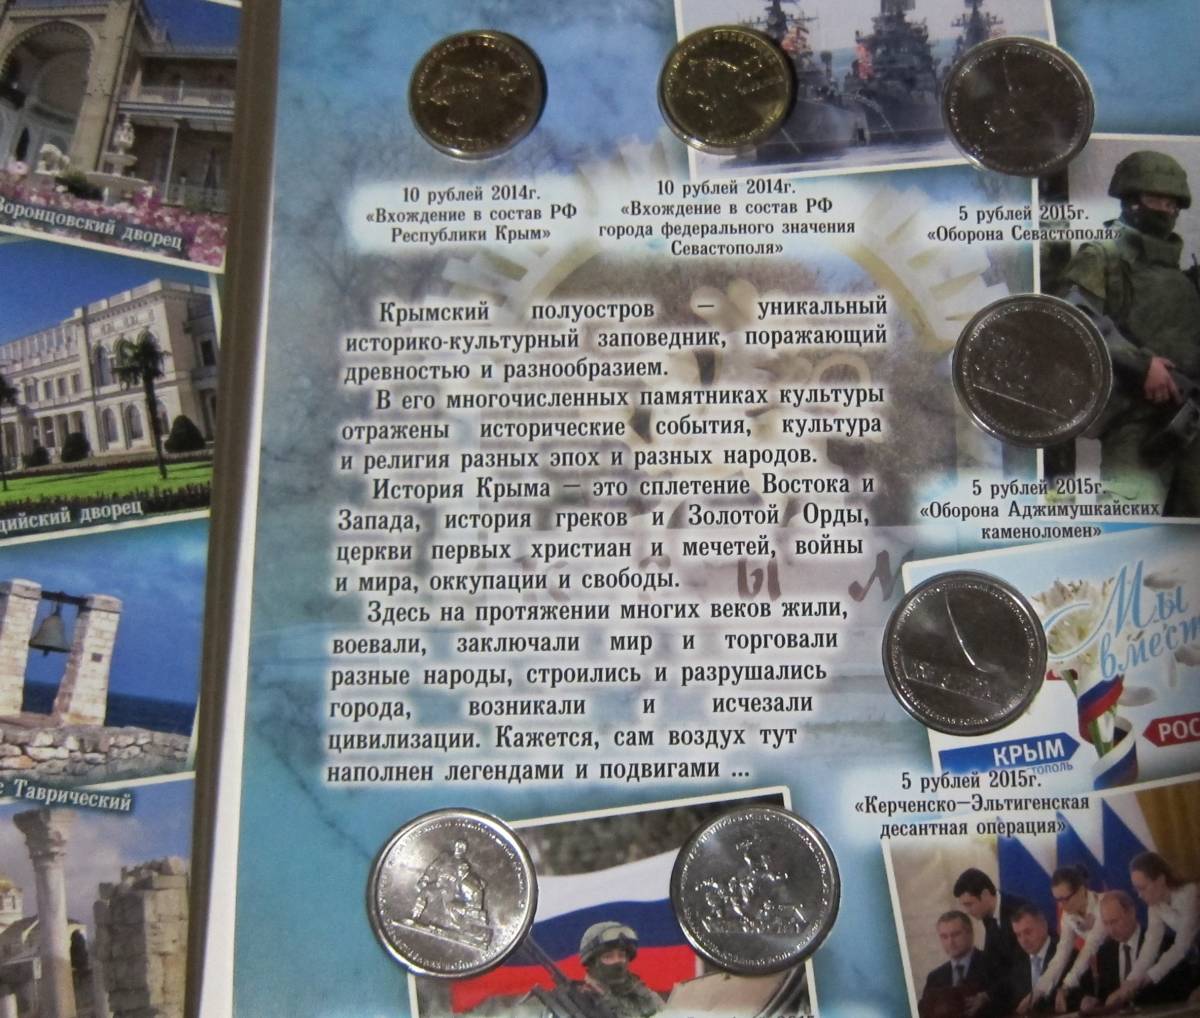 Воронцовский дворец
дворец
Таврический
10 рублей 2014г.
«Вхождение в состав РФ
Республики Крым»
10 рублей 2014г.
«Вхождение в состав РФ
города федерального значения
Севастополя»
5 рублей 2015г.
«Оборона Севастополя»
Крымский полуостров – уникальный
историко-культурный заповедник, поражающий
древностью и разнообразием.
В его многочисленных памятниках культуры
отражены исторические события, культура
и религия разных эпох и разных народов.
История Крыма – это сплетение Востока и
Запада, история греков и Золотой Орды,
церкви первых христиан и мечетей, войны
и мира, оккупации и свободы.
Здесь на протяжении многих веков жили,
воевали, заключали мир и торговали
разные народы, строились и разрушались
города, возникали и исчезали
цивилизации. Кажется, сам воздух тут
наполнен легендами и подвигами ...
5 рублей 2015г.
«Оборона Аджимушкайских
каменоломен»
Мы
КРЫМ
5 рублей 2015г.
«Керченско–Эльтигенская
десантная операция»